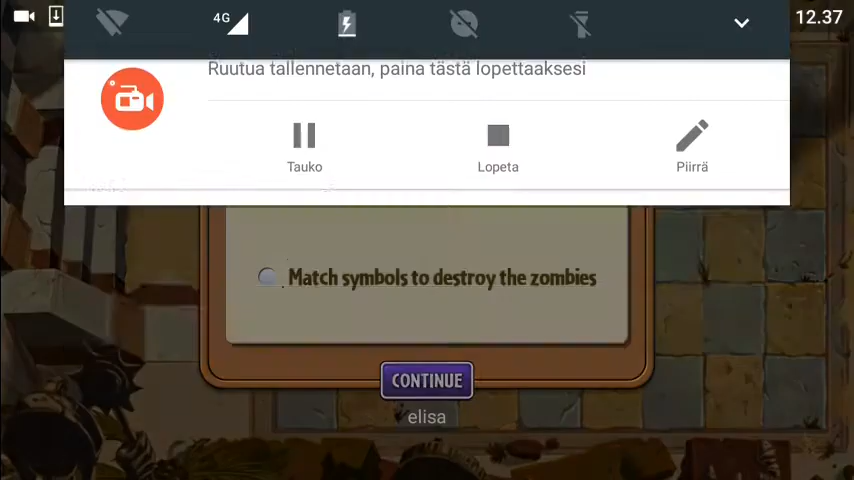 4G
12.37
Ruutua tallennetaan, paina tästä lopettaaksesi
Tauko
Lopeta
Piirrä
Match symbols to destroy the zombies
CONTINUE
elisa